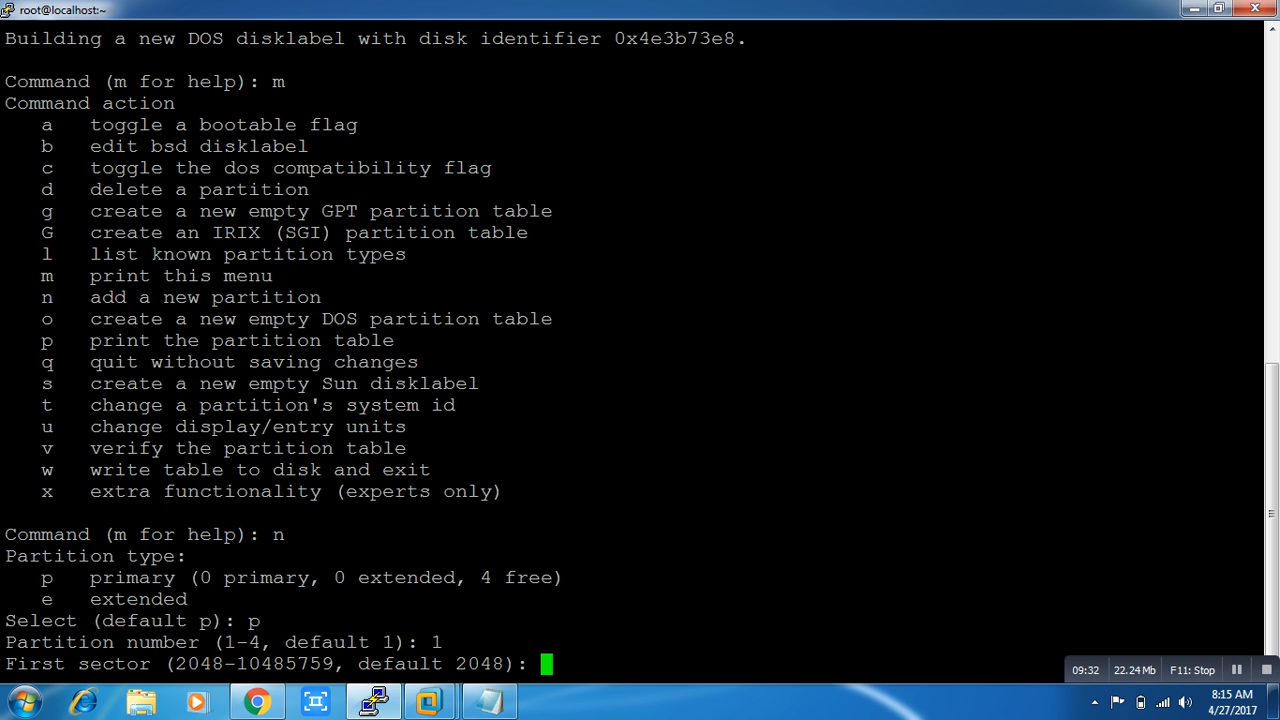 root@localhost:~
Building a new DOS disklabel with disk identifier 0x4e3b73e8.
Command (m for help): m
Command action
a toggle a bootable flag
b edit bsd disklabel
c toggle the dos compatibility flag
d delete a partition
g create a new empty GPT partition table
G create an IRIX (SGI) partition table
l list known partition types
m print this menu
n add a new partition
o create a new empty DOS partition table
p print the partition table
q quit without saving changes
s create a new empty Sun disklabel
t change a partition's system id
u change display/entry units
v verify the partition table
w write table to disk and exit
x extra functionality (experts only)
Command (m for help): n
Partition type:
p primary (0 primary, 0 extended, 4 free)
e extended
Select (default p): p
Partition number (1-4, default 1): 1
First sector (2048-10485759, default 2048):
09:32 22.24 Mb F11: Stop
8:15 AM
4/27/2017